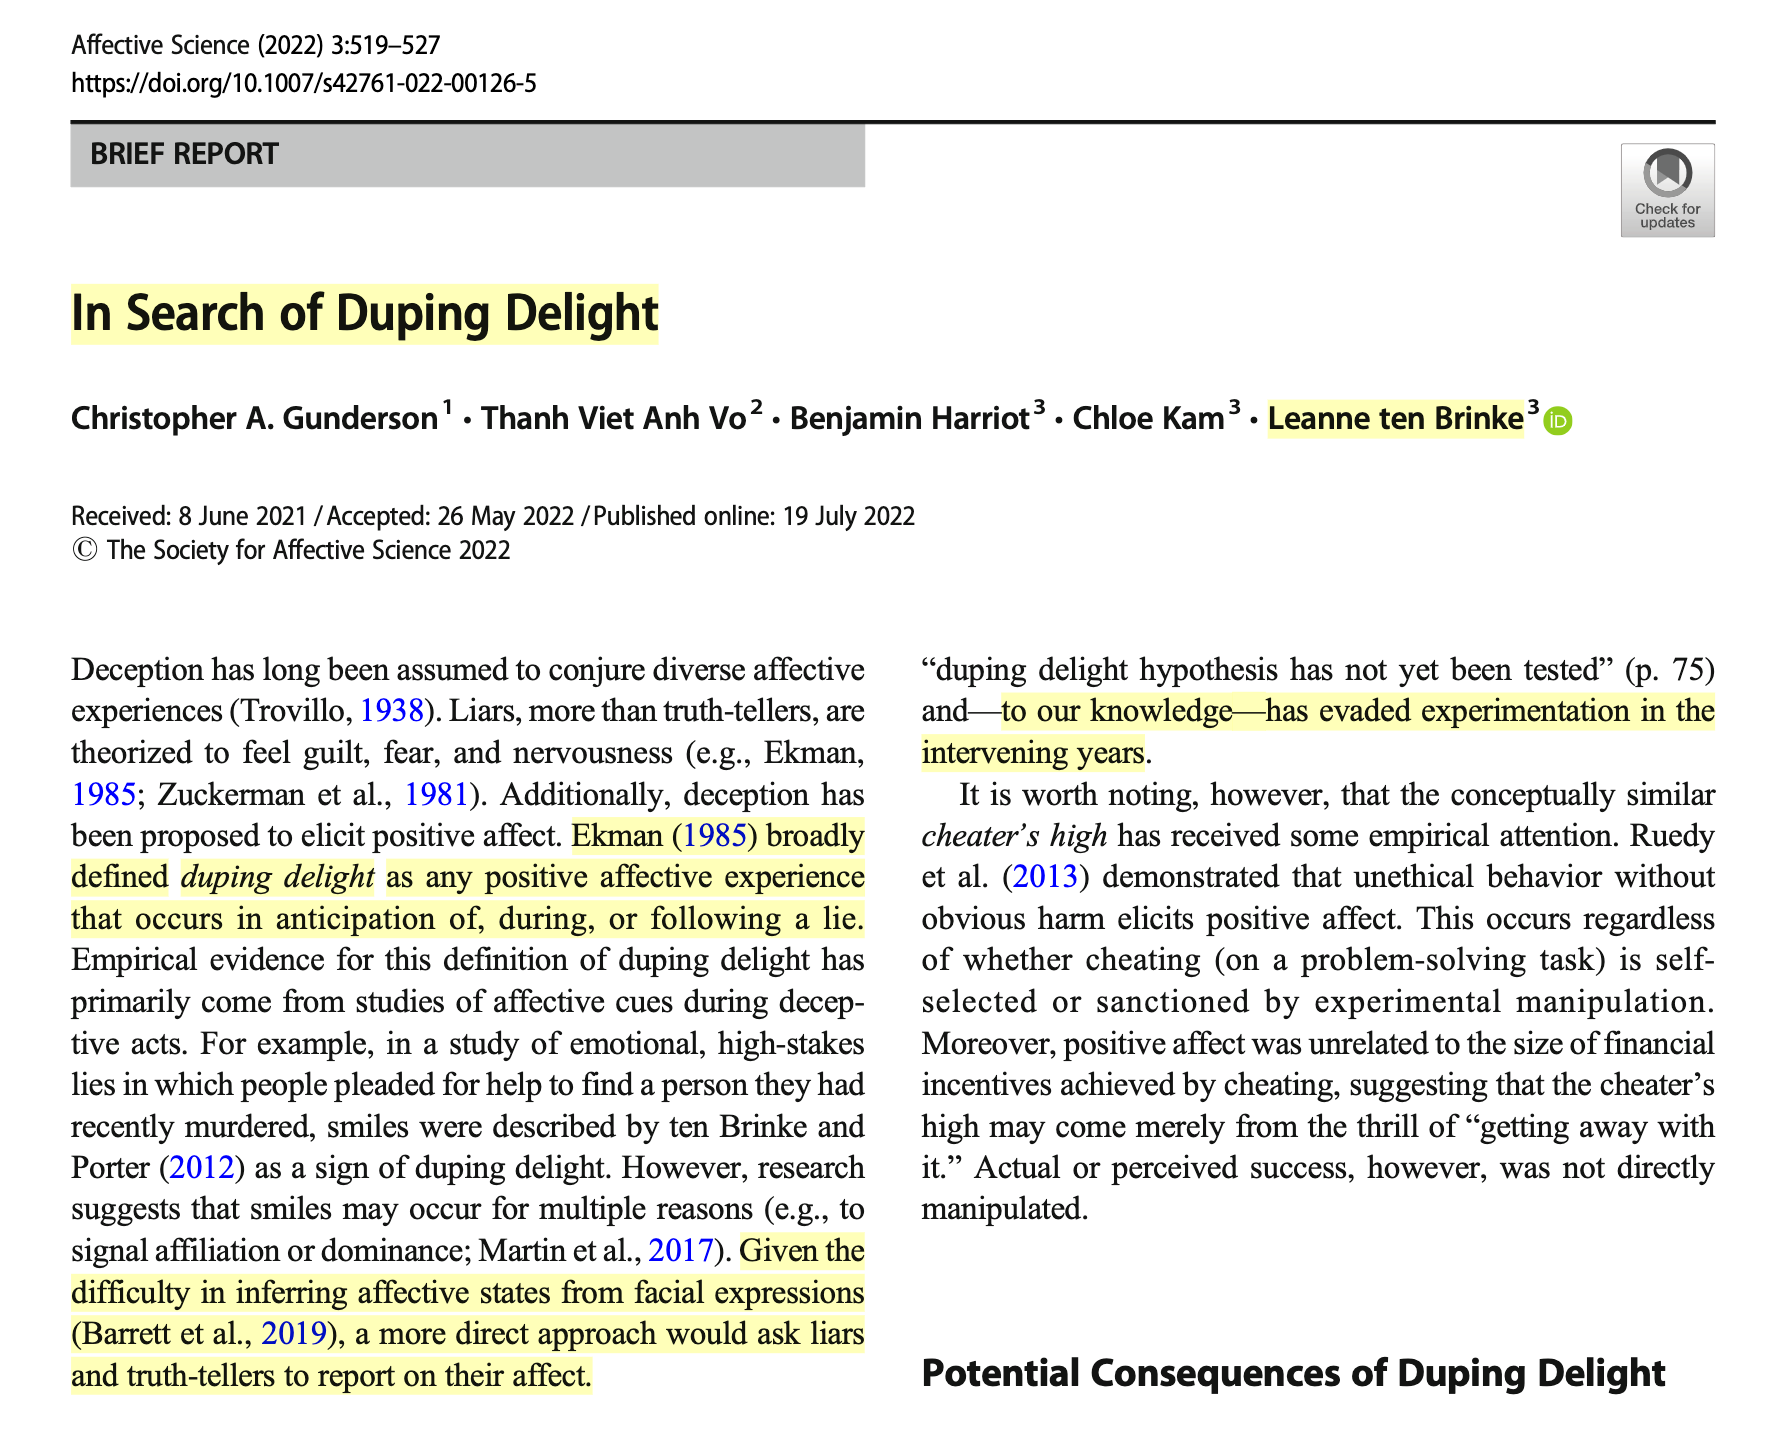 Affective Science (2022) 3:519–527
https://doi.org/10.1007/s42761-022-00126-5
BRIEF REPORT
Check for
updates
In Search of Duping Delight
Christopher A. Gunderson1 • Thanh Viet Anh Vo2 • Benjamin Harriot3 • Chloe Kam3 • Leanne ten Brinke3 iD
Received: 8 June 2021 / Accepted: 26 May 2022 / Published online: 19 July 2022
© The Society for Affective Science 2022
Deception has long been assumed to conjure diverse affective
experiences (Trovillo, 1938). Liars, more than truth-tellers, are
theorized to feel guilt, fear, and nervousness (e.g., Ekman,
1985; Zuckerman et al., 1981). Additionally, deception has
been proposed to elicit positive affect. Ekman (1985) broadly
defined duping delight as any positive affective experience
that occurs in anticipation of, during, or following a lie.
Empirical evidence for this definition of duping delight has
primarily come from studies of affective cues during decep-
tive acts. For example, in a study of emotional, high-stakes
lies in which people pleaded for help to find a person they had
recently murdered, smiles were described by ten Brinke and
Porter (2012) as a sign of duping delight. However, research
suggests that smiles may occur for multiple reasons (e.g., to
signal affiliation or dominance; Martin et al., 2017). Given the
difficulty in inferring affective states from facial expressions
(Barrett et al., 2019), a more direct approach would ask liars
and truth-tellers to report on their affect.
“duping delight hypothesis has not yet been tested” (p. 75)
and—to our knowledge—has evaded experimentation in the
intervening years.
It is worth noting, however, that the conceptually similar
cheater’s high has received some empirical attention. Ruedy
et al. (2013) demonstrated that unethical behavior without
obvious harm elicits positive affect. This occurs regardless
of whether cheating (on a problem-solving task) is self-
selected or sanctioned by experimental manipulation.
Moreover, positive affect was unrelated to the size of financial
incentives achieved by cheating, suggesting that the cheater’s
high may come merely from the thrill of “getting away with
it.” Actual or perceived success, however, was not directly
manipulated.
Potential Consequences of Duping Delight